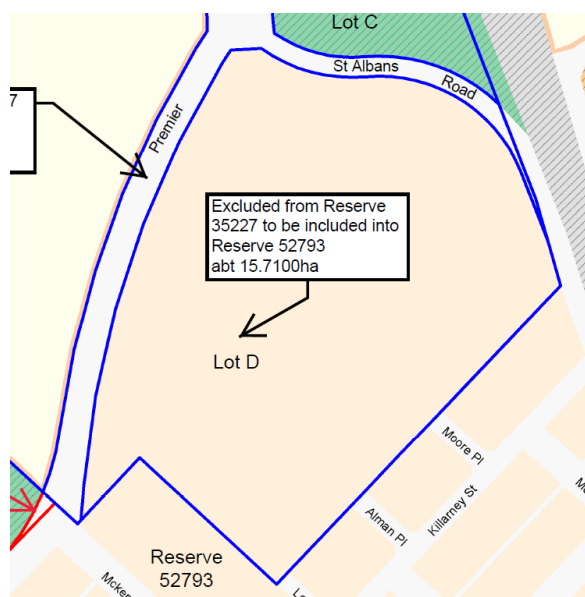 Lot C
St Albans
Road
7
Premier
Excluded from Reserve
35227 to be included into
Reserve 52793
abt 15.7100ha
Lot D
Moore Pl
Killarney St
Alman Pl
Reserve
52793